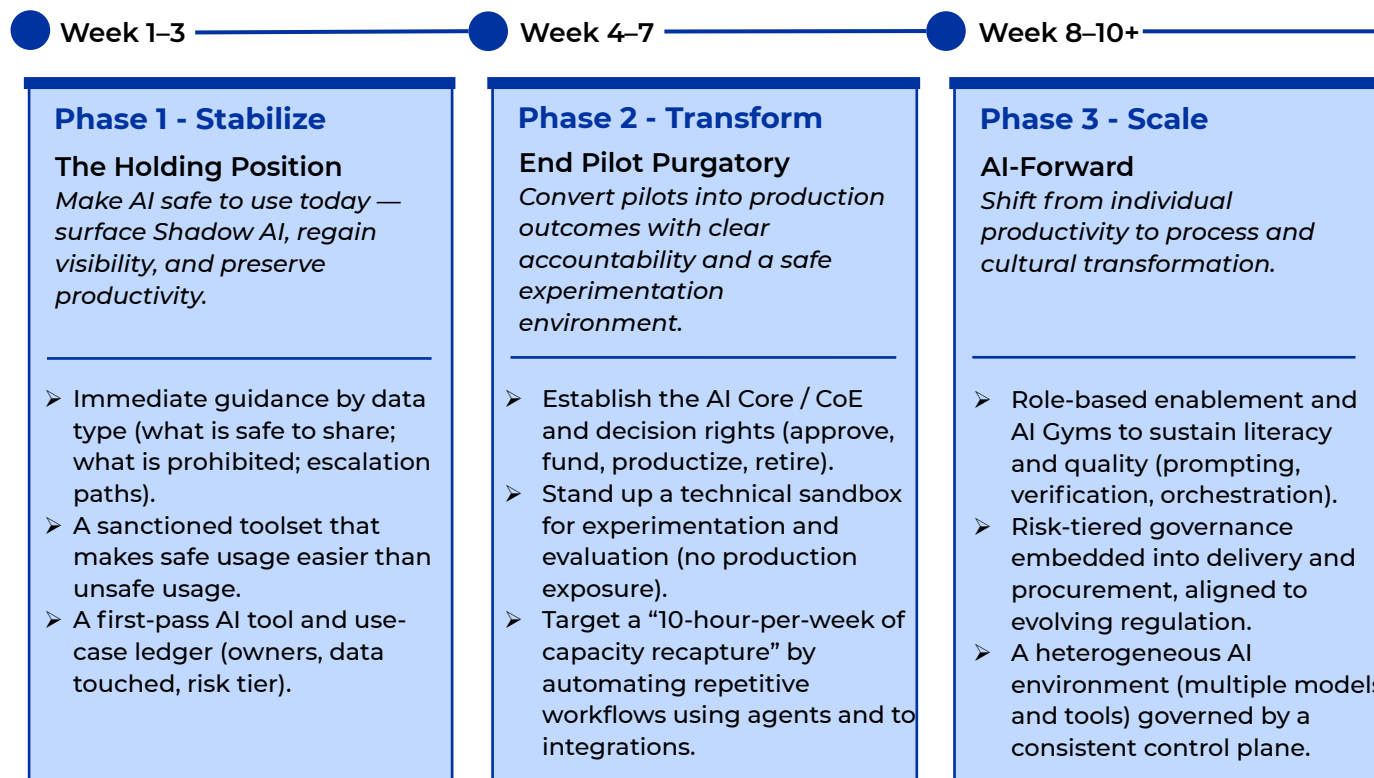 Week 1–3
Week 4–7
Week 8–10+
Phase 1 - Stabilize
The Holding Position
Make AI safe to use today —
surface Shadow AI, regain
visibility, and preserve
productivity.
➢ Immediate guidance by data
type (what is safe to share;
what is prohibited; escalation
paths).
➢ A sanctioned toolset that
makes safe usage easier than
unsafe usage.
➢ A first-pass AI tool and use-
case ledger (owners, data
touched, risk tier).
Phase 2 - Transform
End Pilot Purgatory
Convert pilots into production
outcomes with clear
accountability and a safe
experimentation
environment.
➢ Establish the AI Core / CoE
and decision rights (approve,
fund, productize, retire).
➢ Stand up a technical sandbox
for experimentation and
evaluation (no production
exposure).
➢ Target a “10-hour-per-week of
capacity recapture” by
automating repetitive
workflows using agents and to
integrations.
Phase 3 - Scale
AI-Forward
Shift from individual
productivity to process and
cultural transformation.
➢ Role-based enablement and
AI Gyms to sustain literacy
and quality (prompting,
verification, orchestration).
➢ Risk-tiered governance
embedded into delivery and
procurement, aligned to
evolving regulation.
➢ A heterogeneous AI
environment (multiple models
and tools) governed by a
consistent control plane.